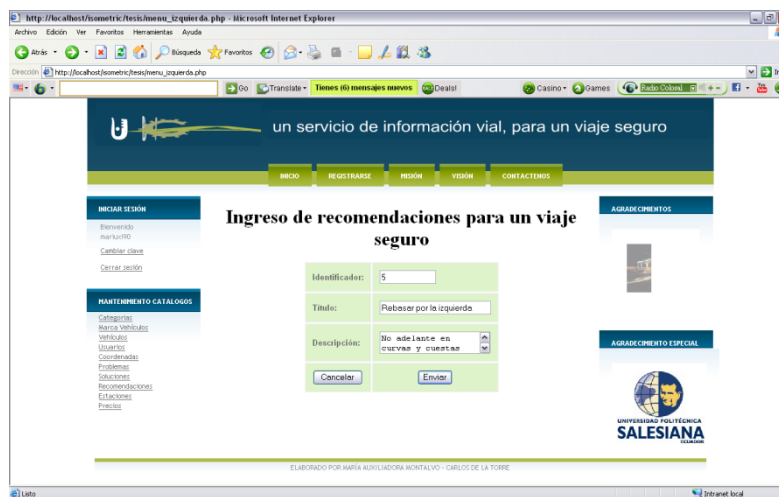 http://localhost/isometric/tesis/menu_izquierda.php - Microsoft Internet Explorer
Archivo Edición Ver Favoritos Herramientas Ayuda
Atrás Búsqueda Favoritos
Dirección http://localhost/isometric/tesis/menu_izquierda.php
Go Translate Tienes (6) mensajes nuevos Deals! Casino Games Radio Colosal
un servicio de información vial, para un viaje seguro
INICIO REGISTRARSE MISIÓN VISIÓN CONTACTENOS
INICIAR SESIÓN
Bienvenido
mariuci90
Cambiar clave
Cerrar sesión
MANTENIMIENTO CATALOGOS
Categorías
Marca Vehículos
Vehículos
Usuarios
Coordenadas
Problemas
Soluciones
Recomendaciones
Estaciones
Precios
Ingreso de recomendaciones para un viaje
seguro
Identificador: 5
Título: Rebasar por la izquierda
Descripción: No adelante en
curvas y cuestas
Cancelar Enviar
AGRADECIMIENTOS
AGRADECIMIENTO ESPECIAL
UNIVERSIDAD POLITÉCNICA
SALESIANA
ECUADOR
ELABORADO POR MARÍA AUXILIADORA MONTALVO - CARLOS DE LA TORRE
Listo Intranet local